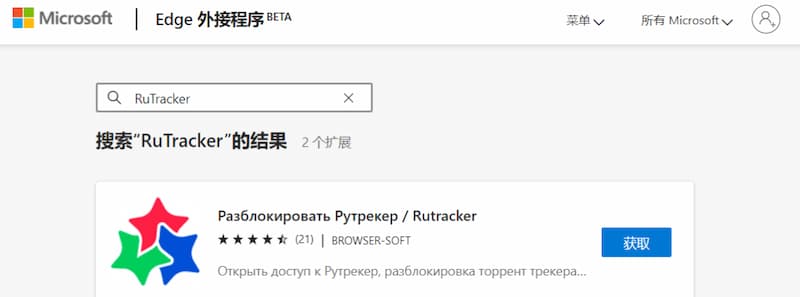 Microsoft | Edge 外接程序 BETA 菜单 所有 Microsoft
RuTracker
搜索“RuTracker”的结果 2 个扩展
Разблокировать Рутрекер / Rutracker
(21) | BROWSER-SOFT
获取
Открыть доступ к Рутрекер, разблокировка торрент трекера...